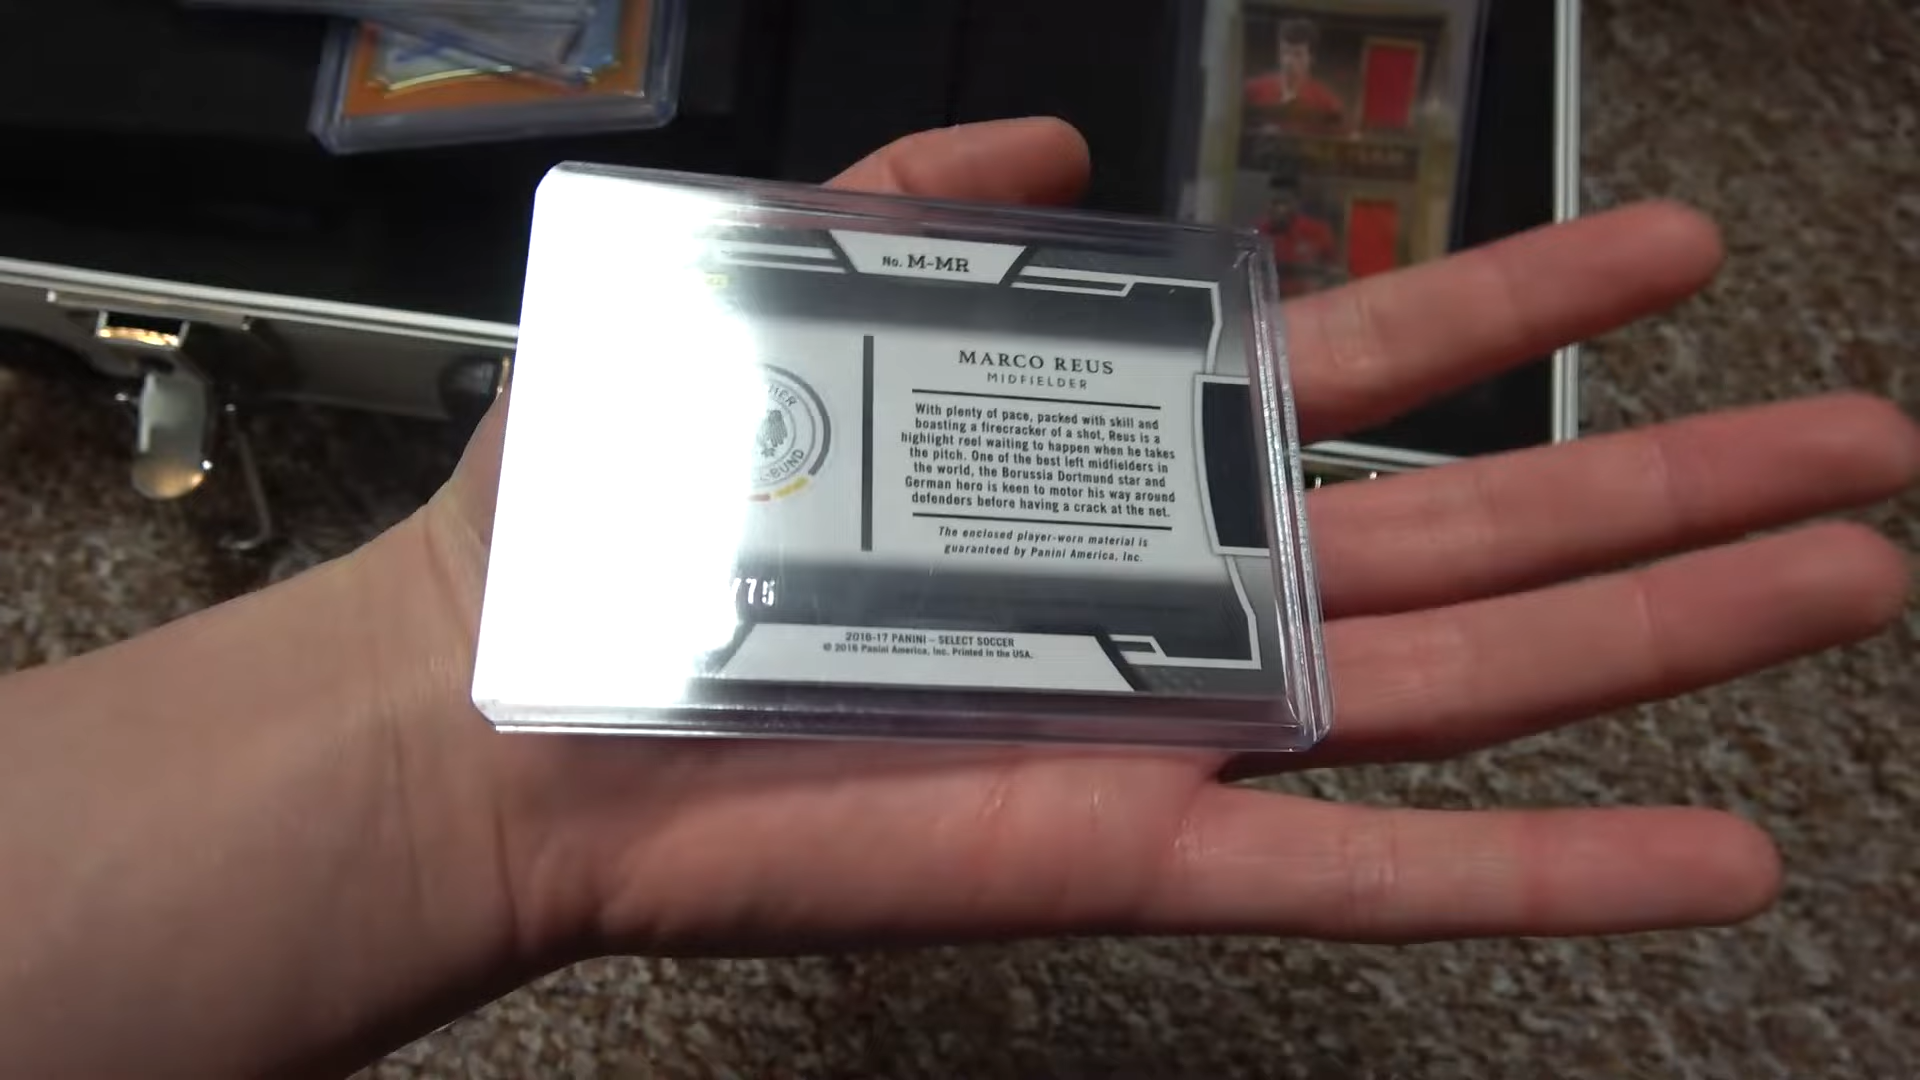 No. M-MR
MARCO REUS
MIDFIELDER
With plenty of pace, packed with skill and
boasting a firecracker of a shot, Reus is a
highlight reel waiting to happen when he takes
the pitch. One of the best left midfielders in
the world, the Borussia Dortmund star and
German hero is keen to motor his way around
defenders before having a crack at the net.
The enclosed player-worn material is
guaranteed by Panini America, Inc.
/75
2016-17 PANINI – SELECT SOCCER
© 2016 Panini America, Inc. Printed in the USA.